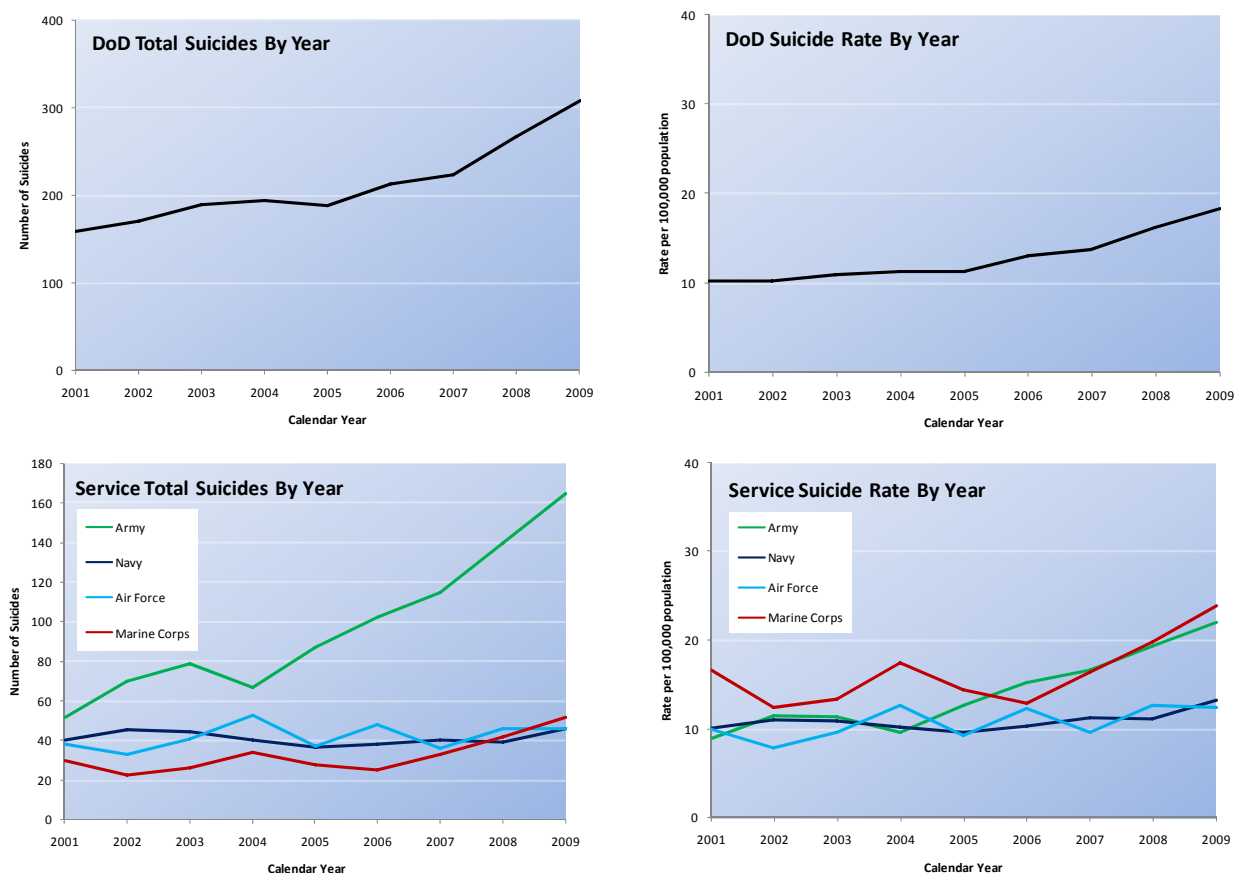 DoD Total Suicides By Year
400
300
200
100
0
Number of Suicides
2001 2002 2003 2004 2005 2006 2007 2008 2009
Calendar Year
DoD Suicide Rate By Year
40
30
20
10
0
Rate per 100,000 population
2001 2002 2003 2004 2005 2006 2007 2008 2009
Calendar Year
Service Total Suicides By Year
180
160
140
120
100
80
60
40
20
0
Number of Suicides
Army
Navy
Air Force
Marine Corps
2001 2002 2003 2004 2005 2006 2007 2008 2009
Calendar Year
Service Suicide Rate By Year
40
30
20
10
0
Rate per 100,000 population
Army
Navy
Air Force
Marine Corps
2001 2002 2003 2004 2005 2006 2007 2008 2009
Calendar Year